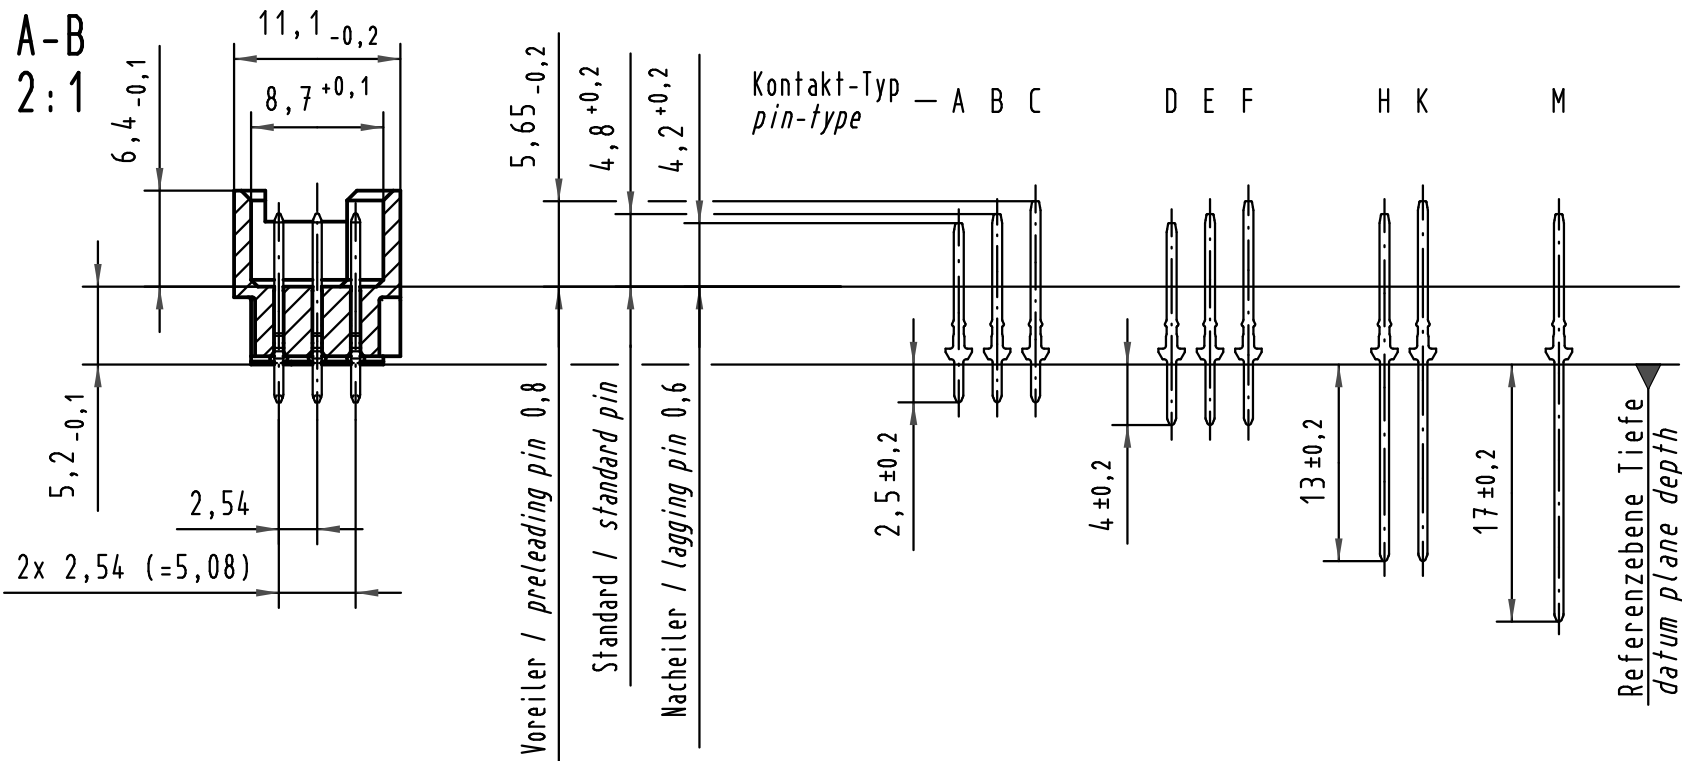 A-B
2:1
11,1 -0,2
8,7 +0,1
6,4 -0,1
5,2 -0,1
2,54
2x 2,54 (=5,08)
5,65 -0,2
4,8 +0,2
4,2 +0,2
Voreiler / preleading pin 0,8
Standard / standard pin
Nacheiler / lagging pin 0,6
Kontakt-Typ
pin-type
— A B C D E F H K M
2,5 ±0,2
4 ±0,2
13 ±0,2
17 ±0,2
Referenzebene Tiefe
datum plane depth